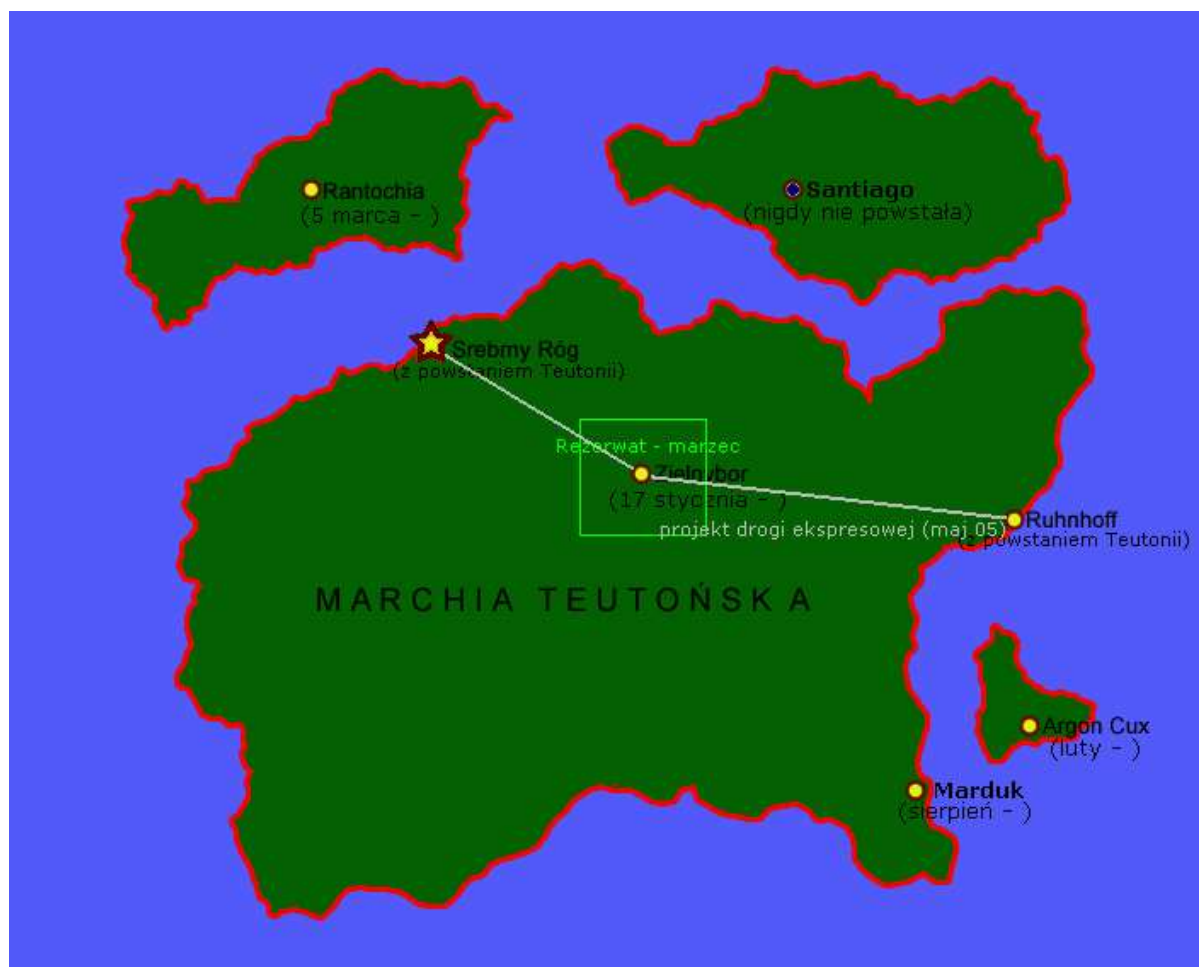 Rantochia
(5 marca - )
Santiago
(nigdy nie powstała)
Srebrny Róg
(z powstaniem Teutonii)
Rezerwat - marzec
Zielnybor
(17 stycznia - )
projekt drogi ekspresowej (maj 05)
Ruhnhoff
(z powstaniem Teutonii)
MARCHIA TEUTOŃSKA
Argon Cux
(luty - )
Marduk
(sierpień - )